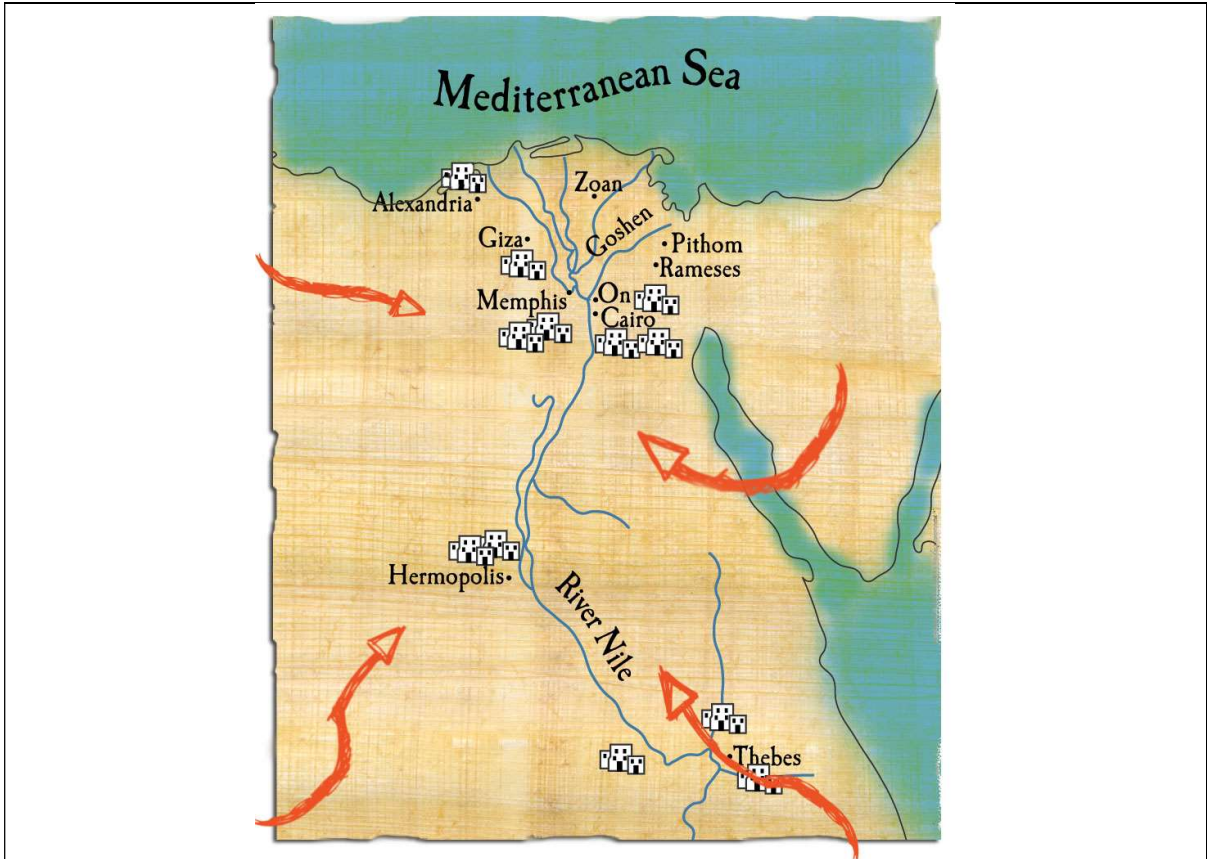 Mediterranean Sea
Zoan
Alexandria
Goshen
Giza
Pithom
Rameses
Memphis
On
Cairo
Hermopolis
River Nile
Thebes